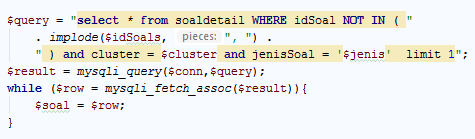 $query = "select * from soaldetail WHERE idSoal NOT IN ( "
. implode($idSoals, pieces: ", ") .
" ) and cluster = $cluster and jenisSoal = '$jenis'  limit 1";
$result = mysqli_query($conn,$query);
while ($row = mysqli_fetch_assoc($result)){
$soal = $row;
}